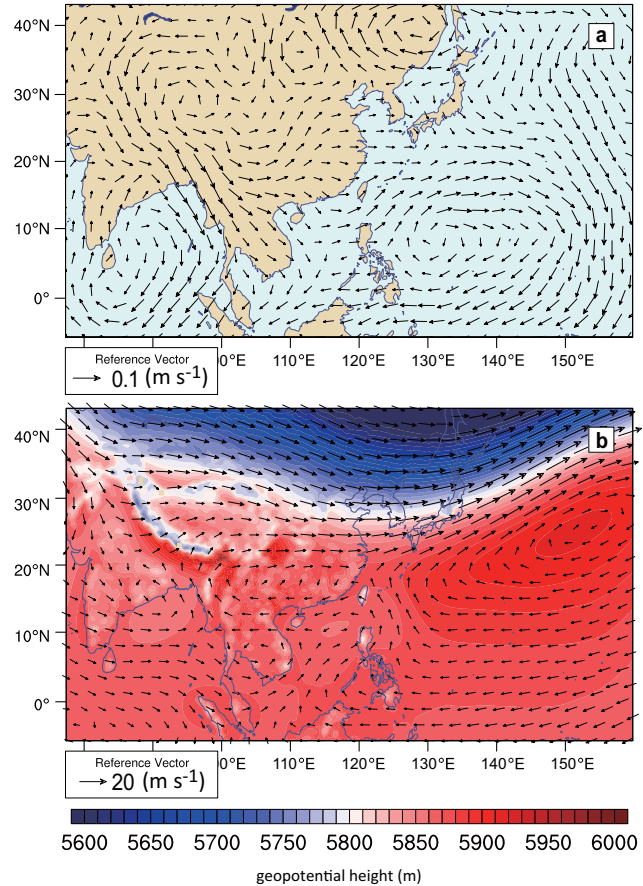 40°N
a
30°N
20°N
10°N
0°
00°E 110°E 120°E 130°E 140°E 150°E
Reference Vector
0.1 (m s-1)
40°N
b
30°N
20°N
10°N
0°
00°E 110°E 120°E 130°E 140°E 150°E
Reference Vector
20 (m s-1)
5600 5650 5700 5750 5800 5850 5900 5950 6000
geopotential height (m)